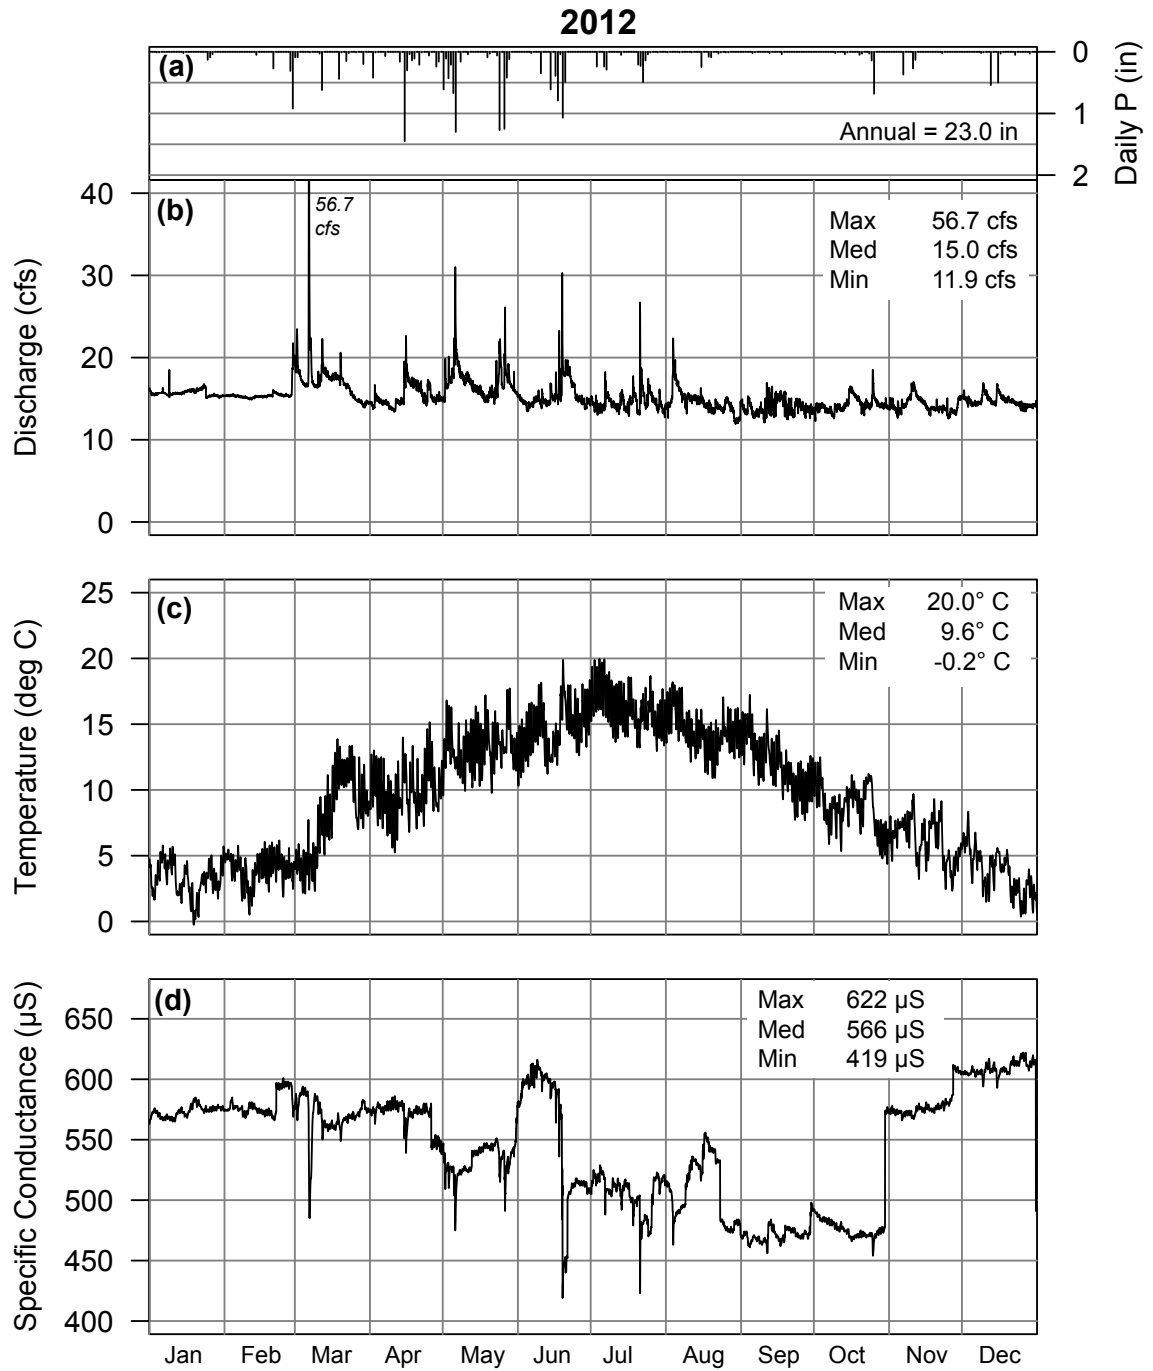 2012
(a)
0
1
2
Daily P (in)
Annual = 23.0 in
(b)
40
30
20
10
0
Discharge (cfs)
56.7
cfs
Max 56.7 cfs
Med 15.0 cfs
Min 11.9 cfs
(c)
25
20
15
10
5
0
Temperature (deg C)
Max 20.0° C
Med 9.6° C
Min -0.2° C
(d)
650
600
550
500
450
400
Specific Conductance (µS)
Max 622 µS
Med 566 µS
Min 419 µS
Jan Feb Mar Apr May Jun Jul Aug Sep Oct Nov Dec